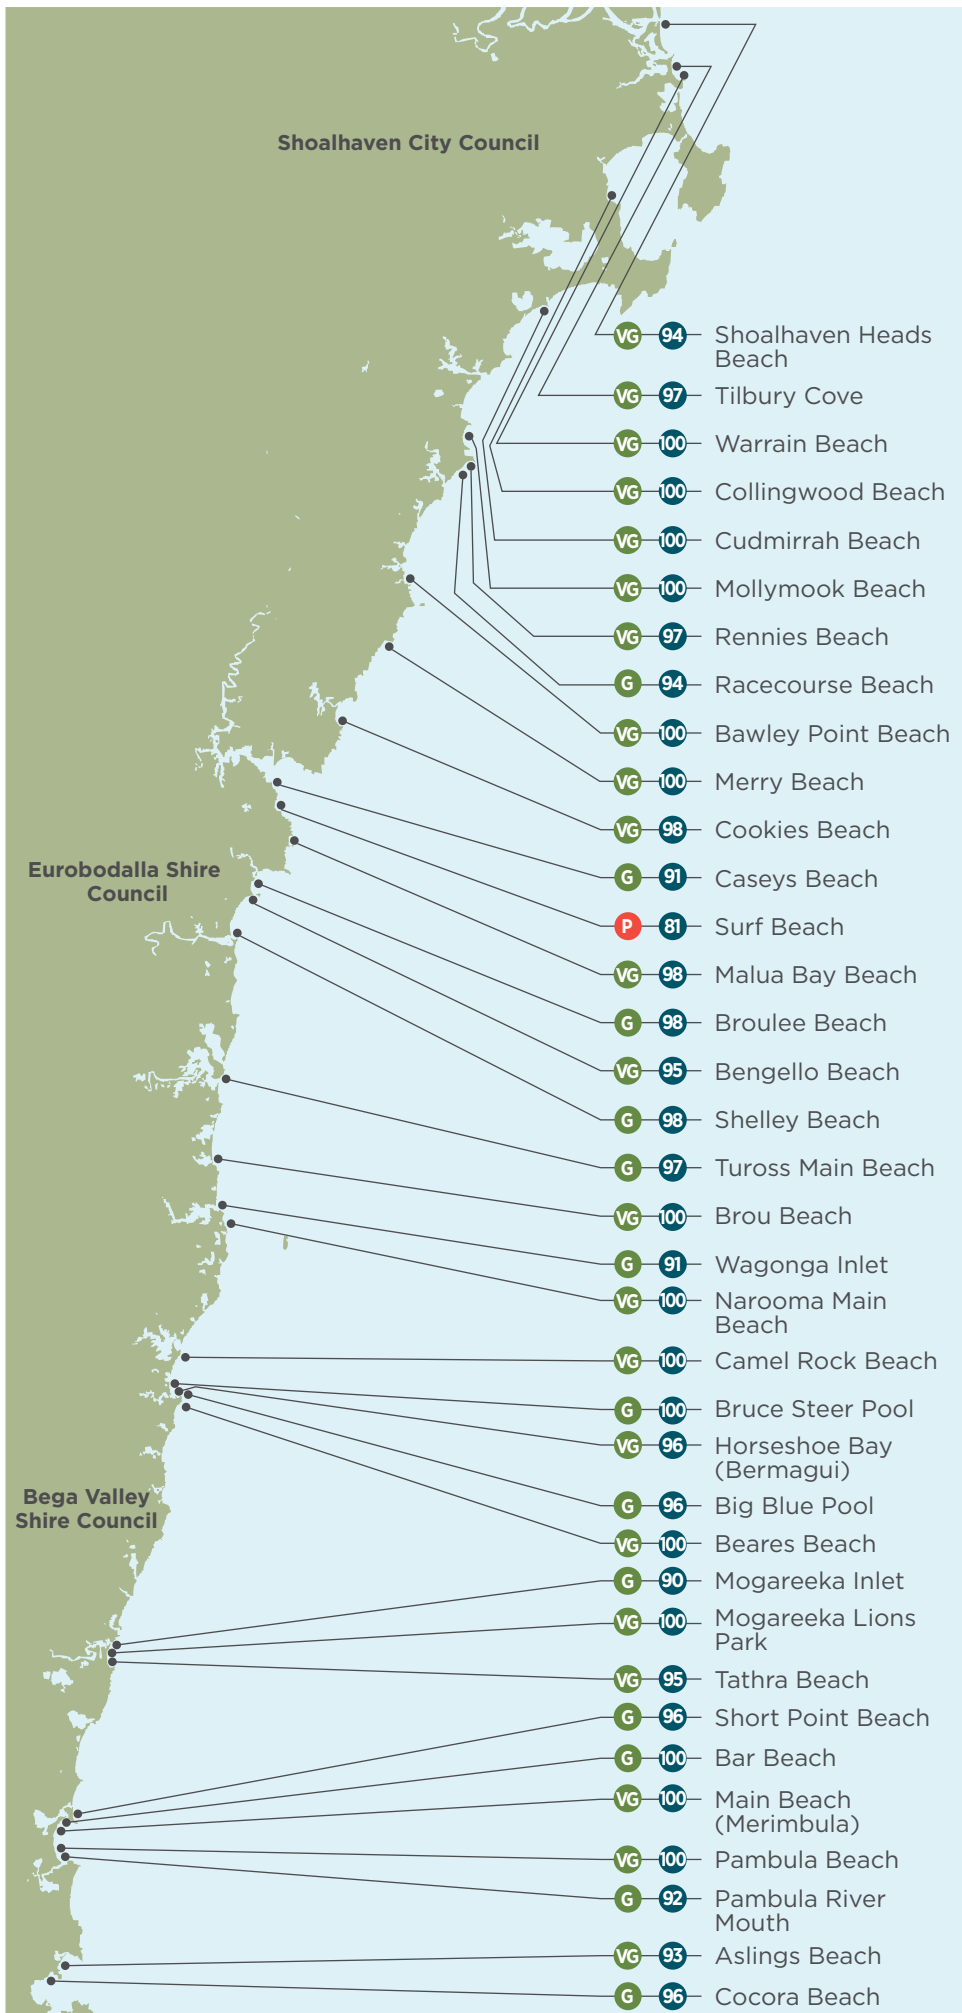 Shoalhaven City Council
VG 94 Shoalhaven Heads
Beach
VG 97 Tilbury Cove
VG 100 Warrain Beach
VG 100 Collingwood Beach
VG 100 Cudmirrah Beach
VG 100 Mollymook Beach
VG 97 Rennies Beach
G 94 Racecourse Beach
VG 100 Bawley Point Beach
VG 100 Merry Beach
VG 98 Cookies Beach
Eurobodalla Shire
Council
G 91 Caseys Beach
P 81 Surf Beach
VG 98 Malua Bay Beach
G 98 Broulee Beach
VG 95 Bengello Beach
G 98 Shelley Beach
G 97 Tuross Main Beach
VG 100 Brou Beach
G 91 Wagonga Inlet
VG 100 Narooma Main
Beach
VG 100 Camel Rock Beach
G 100 Bruce Steer Pool
VG 96 Horseshoe Bay
(Bermagui)
Bega Valley
Shire Council
G 96 Big Blue Pool
VG 100 Beares Beach
G 90 Mogareeka Inlet
VG 100 Mogareeka Lions
Park
VG 95 Tathra Beach
G 96 Short Point Beach
G 100 Bar Beach
VG 100 Main Beach
(Merimbula)
VG 100 Pambula Beach
G 92 Pambula River
Mouth
VG 93 Aslings Beach
G 96 Cocora Beach